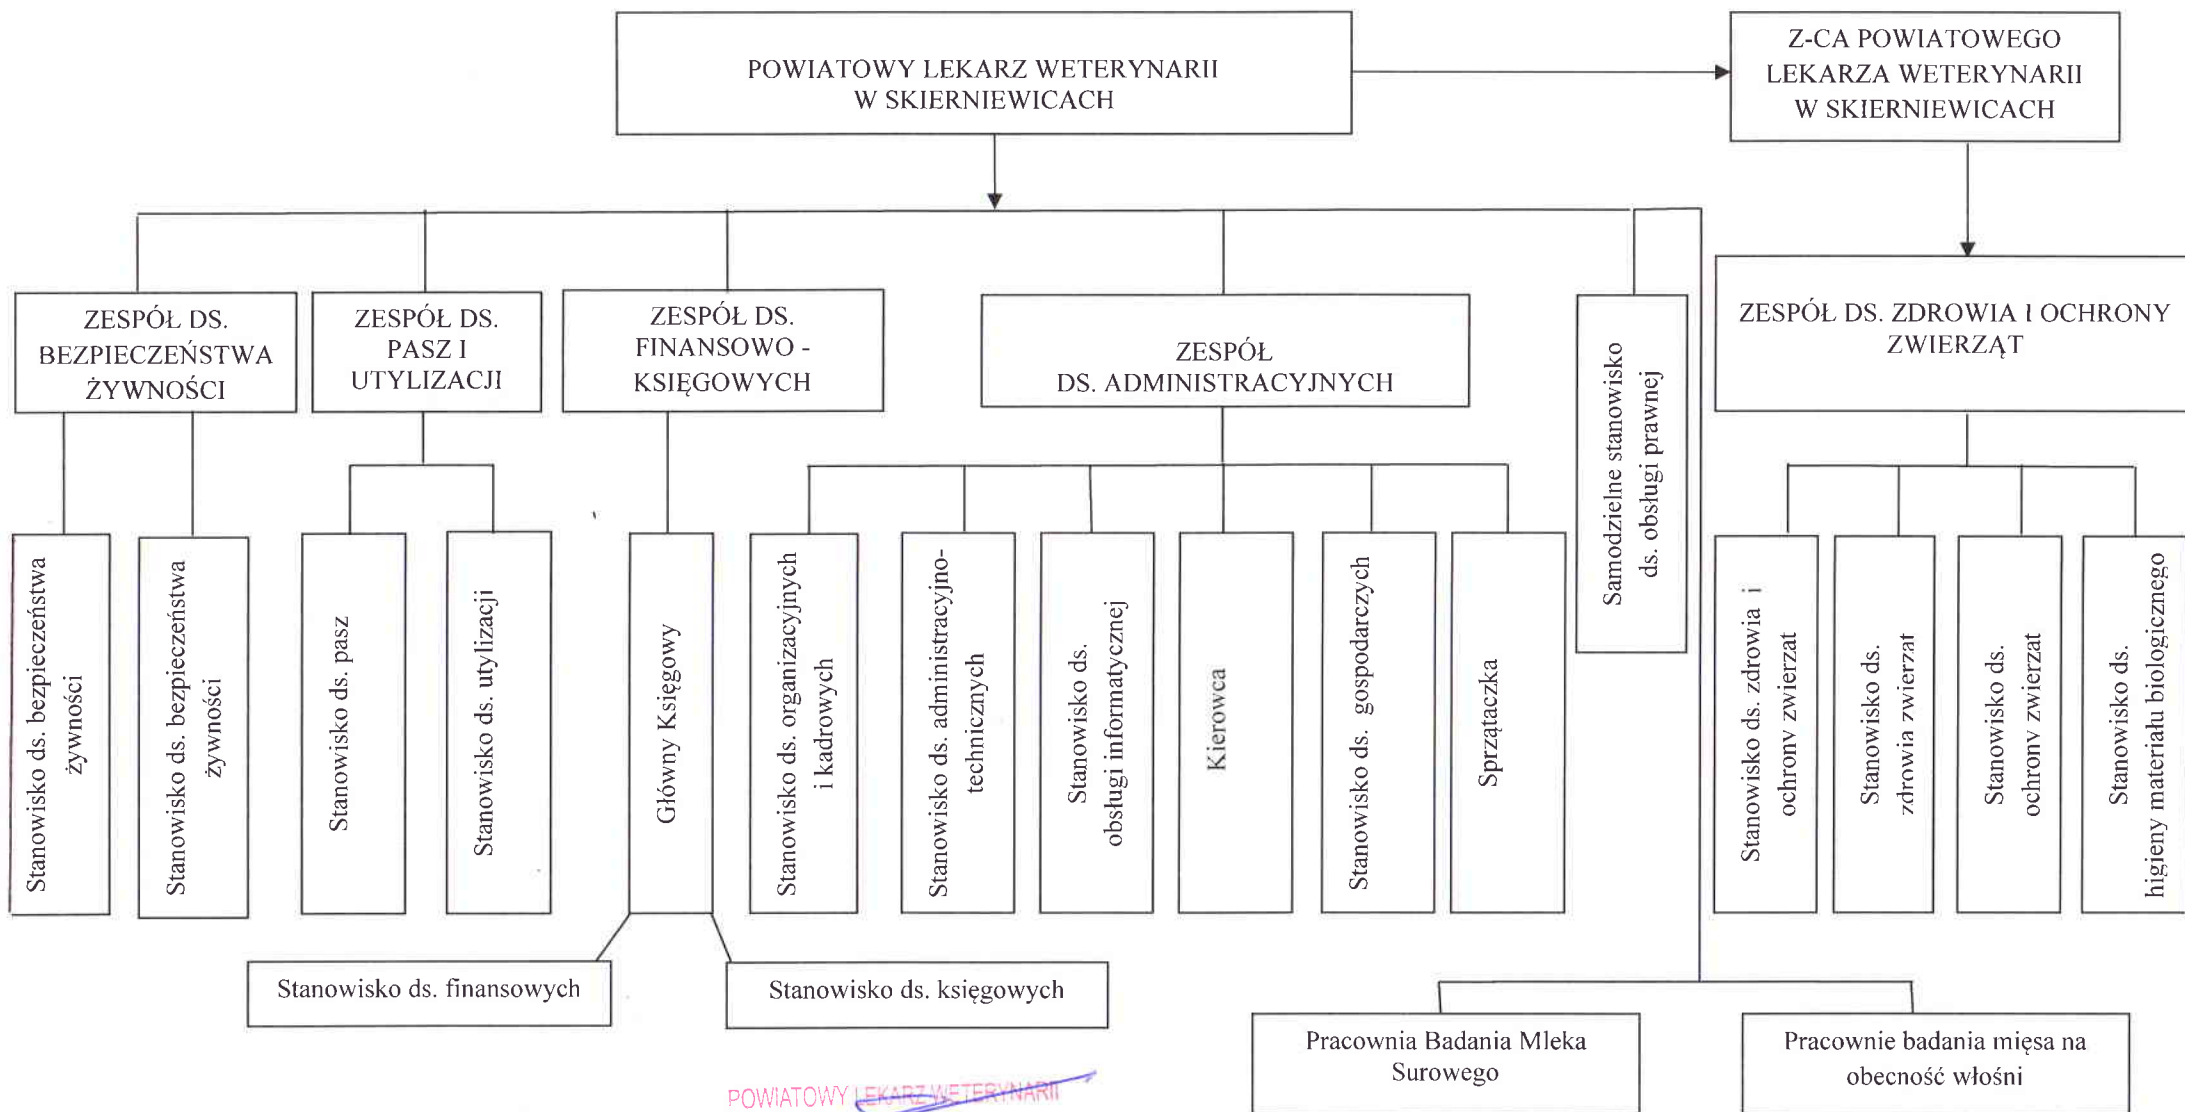 POWIATOWY LEKARZ WETERYNARII
W SKIERNIEWICACH
Z-CA POWIATOWEGO
LEKARZA WETERYNARII
W SKIERNIEWICACH
ZESPÓŁ DS.
BEZPIECZEŃSTWA
ŻYWNOŚCI
ZESPÓŁ DS.
PASZ I
UTYLIZACJI
ZESPÓŁ DS.
FINANSOWO -
KSIĘGOWYCH
ZESPÓŁ
DS. ADMINISTRACYJNYCH
Samodzielne stanowisko
ds. obsługi prawnej
ZESPÓŁ DS. ZDROWIA I OCHRONY
ZWIERZĄT
Stanowisko ds. bezpieczeństwa
żywności
Stanowisko ds. bezpieczeństwa
żywności
Stanowisko ds. pasz
Stanowisko ds. utylizacji
Główny Księgowy
Stanowisko ds. organizacyjnych
i kadrowych
Stanowisko ds. administracyjno-
technicznych
Stanowisko ds.
obsługi informatycznej
Kierowca
Stanowisko ds. gospodarczych
Sprzątaczka
Stanowisko ds. zdrowia i
ochrony zwierzat
Stanowisko ds.
zdrowia zwierzat
Stanowisko ds.
ochrony zwierzat
Stanowisko ds.
higieny materiału biologicznego
Stanowisko ds. finansowych
Stanowisko ds. księgowych
Pracownia Badania Mleka
Surowego
Pracownie badania mięsa na
obecność włośni
POWIATOWY LEKARZ WETERYNARII